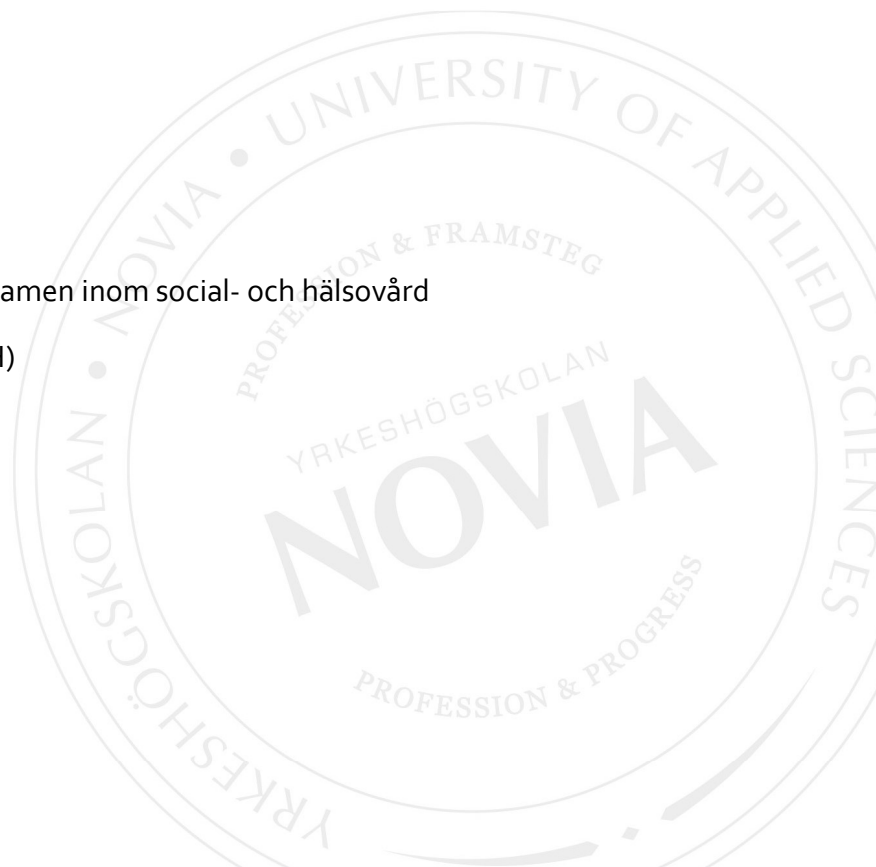 UNIVERSITY OF APPLIED SCIENCES
YRKESHÖGSKOLAN • NOVIA •
PROFESSION & FRAMSTEG
amen inom social- och hälsovård
YRKESHÖGSKOLAN
NOVIA
PROFESSION & PROGRESS